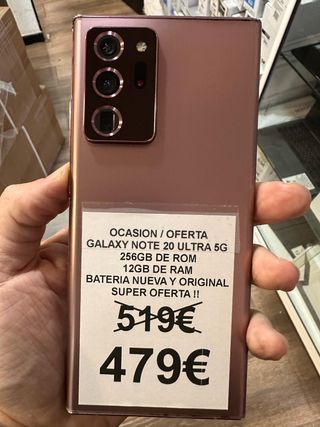 OCASION / OFERTA
GALAXY NOTE 20 ULTRA 5G
256GB DE ROM
12GB DE RAM
BATERIA NUEVA Y ORIGINAL
SUPER OFERTA !!
519€
479€